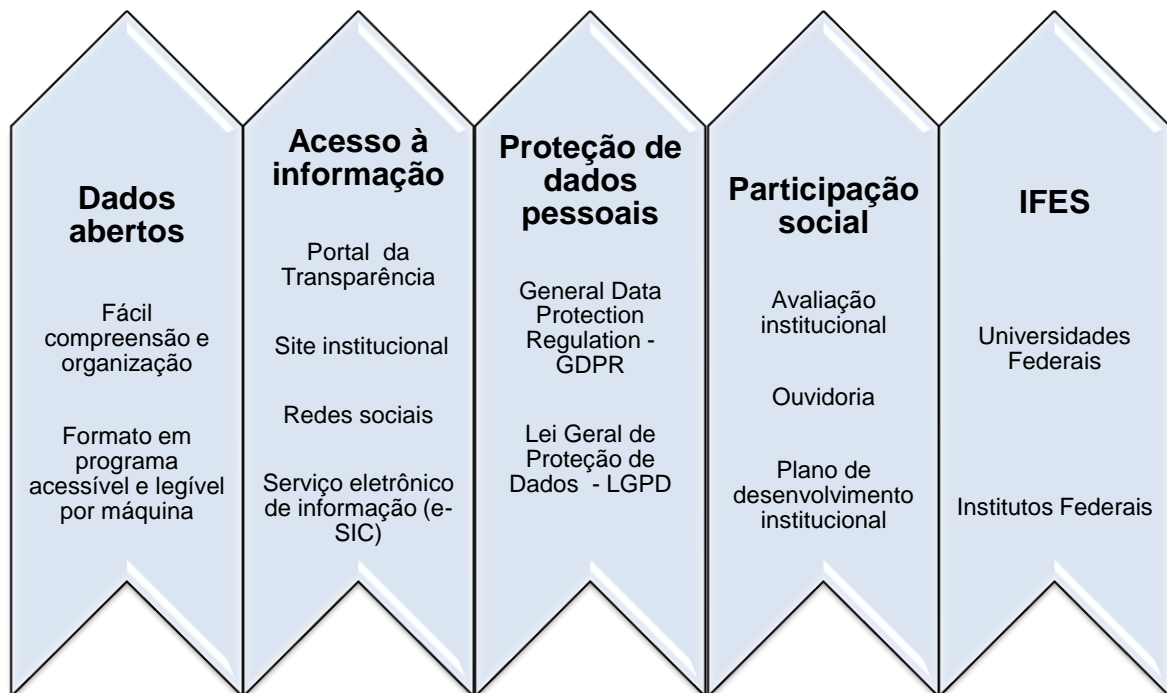 Dados
abertos
Fácil
compreensão e
organização
Formato em
programa
acessível e legível
por máquina
Acesso à
informação
Portal da
Transparência
Site institucional
Redes sociais
Serviço eletrônico
de informação (e-
SIC)
Proteção de
dados
pessoais
General Data
Protection
Regulation -
GDPR
Lei Geral de
Proteção de
Dados - LGPD
Participação
social
Avaliação
institucional
Ouvidoria
Plano de
desenvolvimento
institucional
IFES
Universidades
Federais
Institutos Federais